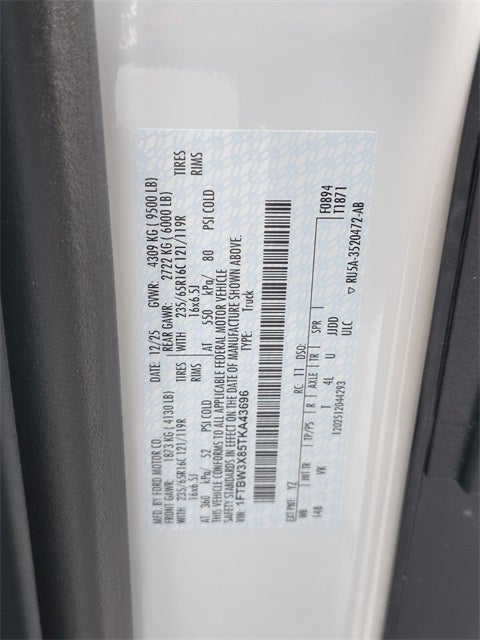 MFD. BY FORD MOTOR CO. DATE: 12/25 GVWR: 4309 KG ( 9500 LB)
FRONT GAWR: 1873 KG ( 4130 LB) REAR GAWR: 2722 KG ( 6000 LB)
WITH 235/65R16C 121/119R TIRES WITH 235/65R16C 121/119R TIRES
16x6.5J RIMS 16x6.5J RIMS
AT 360 kPa/ 52 PSI COLD AT 550 kPa/ 80 PSI COLD
THIS VEHICLE CONFORMS TO ALL APPLICABLE FEDERAL MOTOR VEHICLE
SAFETY STANDARDS IN EFFECT ON THE DATE OF MANUFACTURE SHOWN ABOVE.
VIN: 1FTBW3X85TKA43696 TYPE: Truck
F0894
T1871
EXT PNT: YZ RC: 11 DSO:
WB INT TR TP/PS R AXLE TR SPR
148 VK T 4L U JJDD
ULC
1202512044293
▽ RU5A-3520472-AB